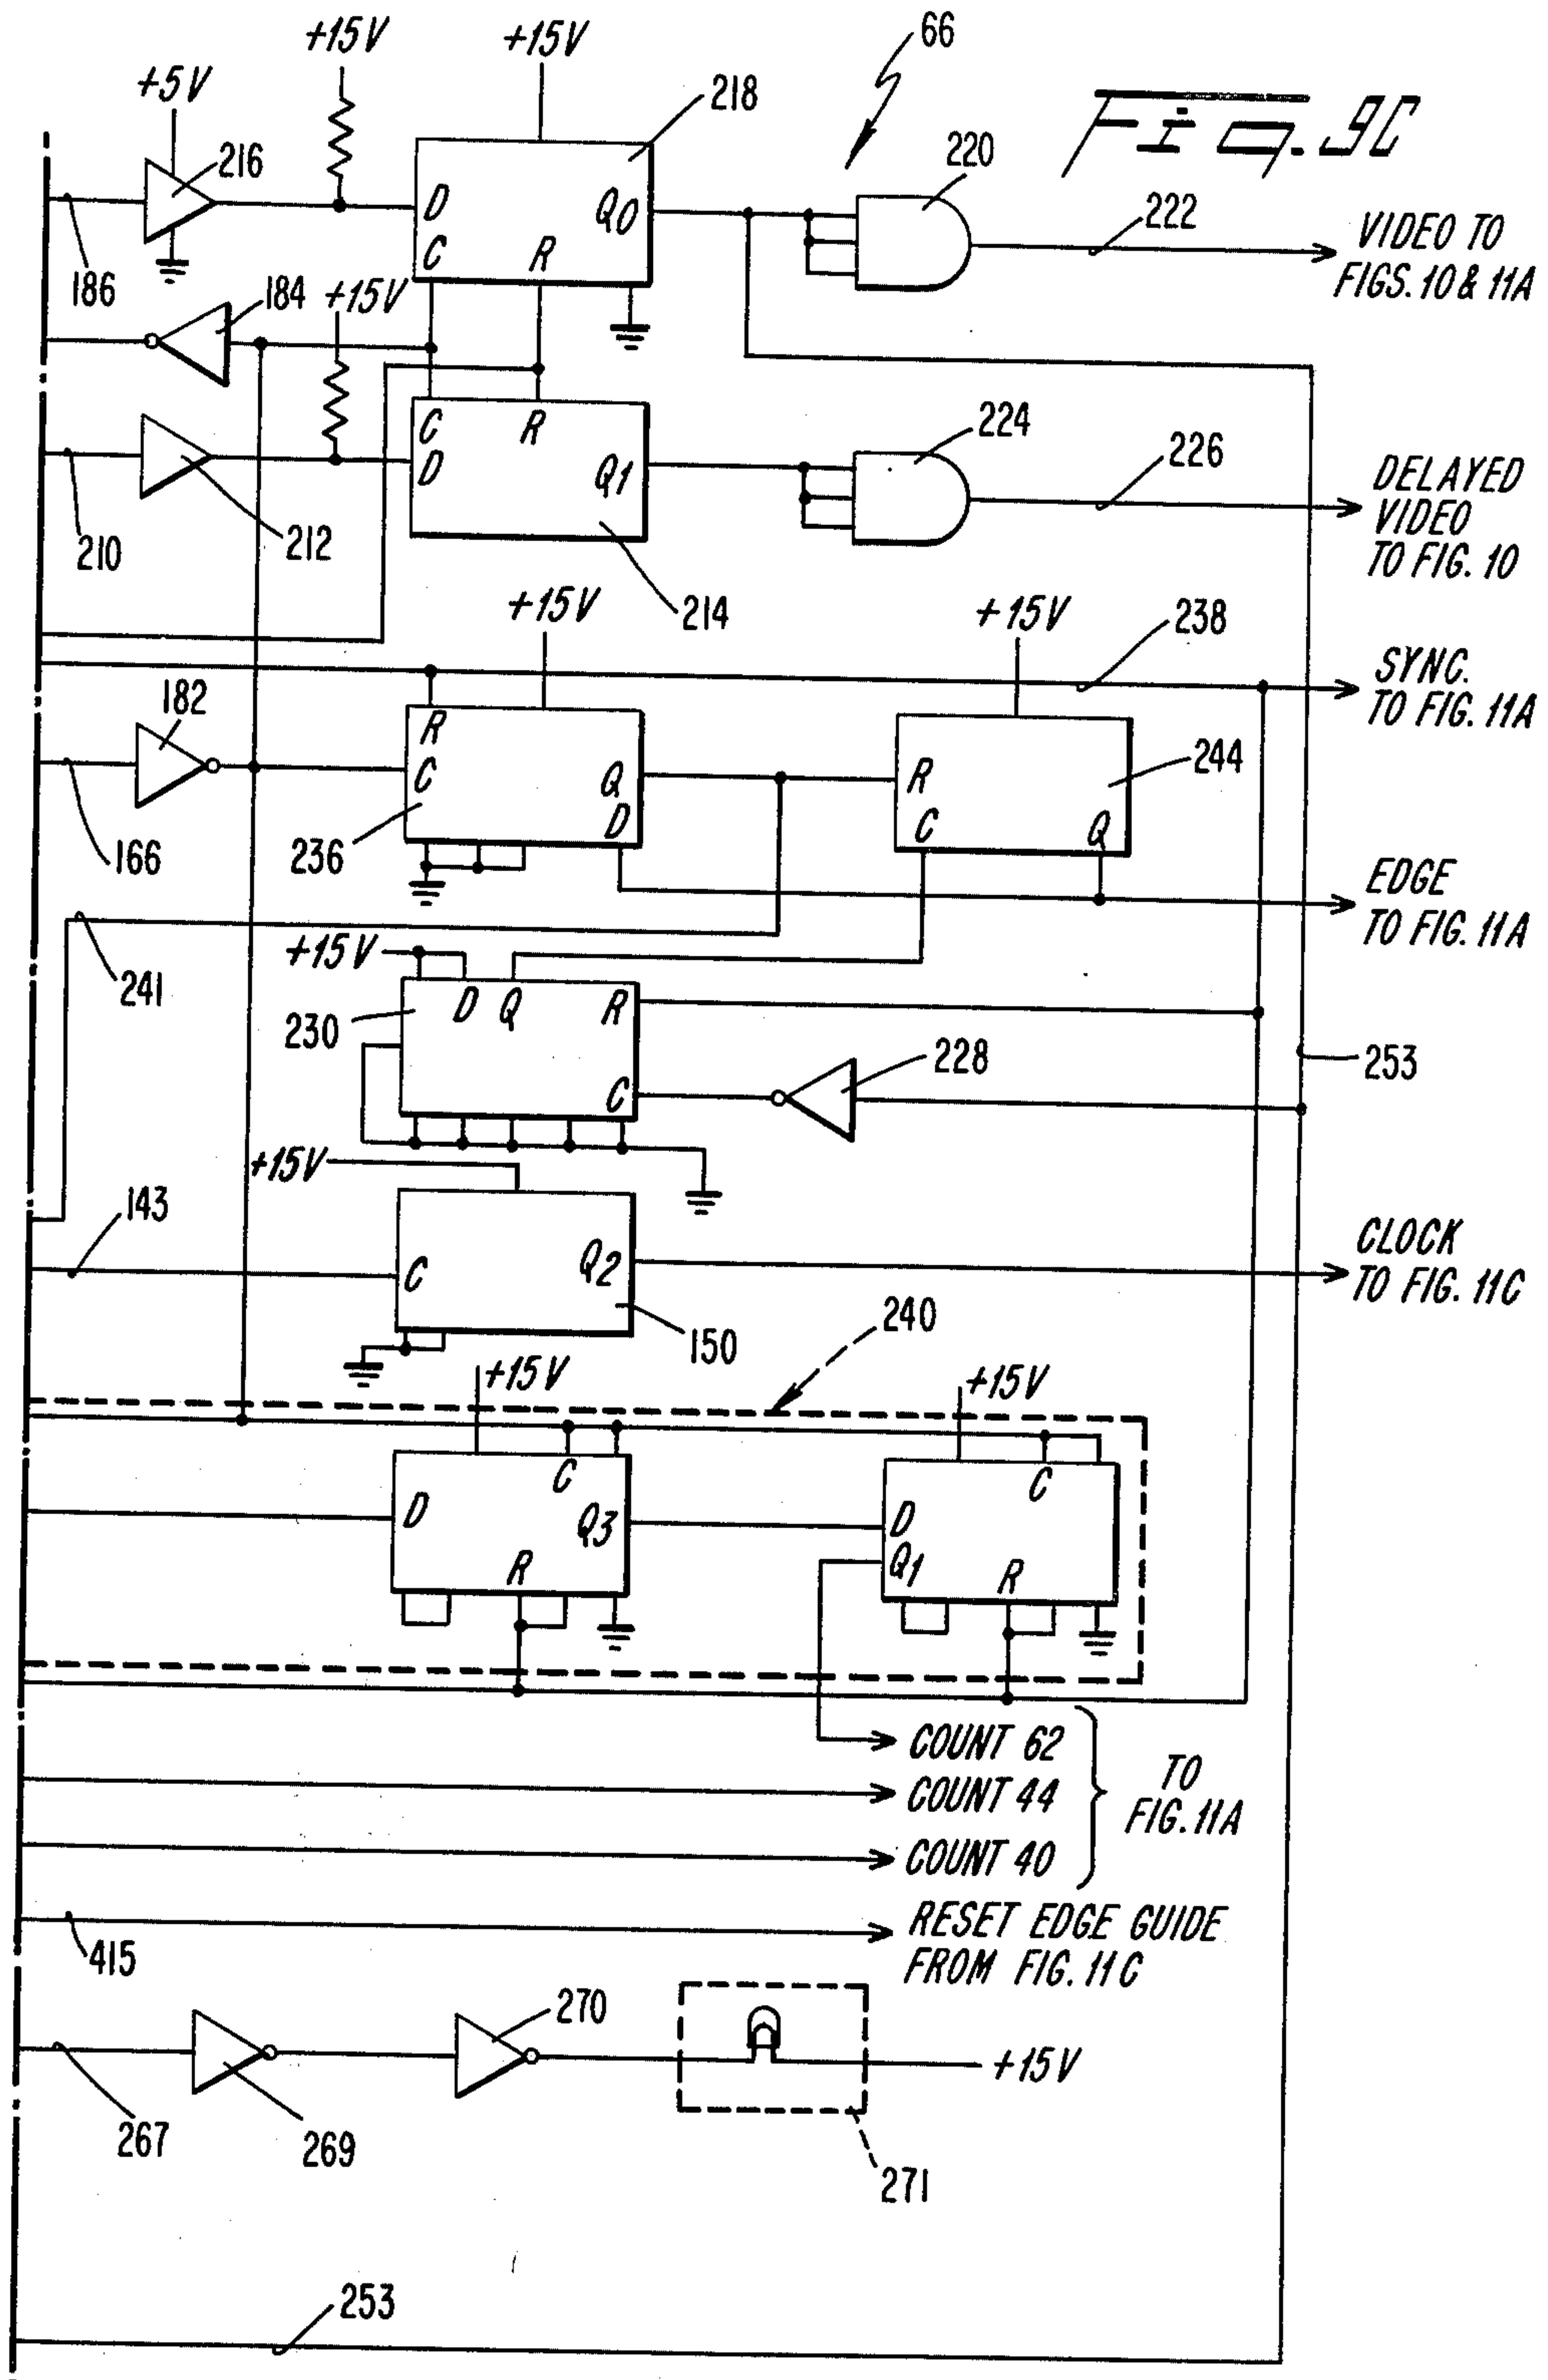 +15V
+15V
66
+5V
218
Fig. 9C
216
220
D
Q0
222
VIDEO TO
FIGS. 10 & 11A
C
R
186
184
+15V
C
R
224
226
D
Q1
DELAYED
VIDEO
TO FIG. 10
210
212
214
+15V
+15V
238
SYNC.
TO FIG. 11A
182
R
C
Q
R
244
D
C
Q
166
236
EDGE
TO FIG. 11A
241
+15V
D
Q
R
230
228
253
C
+15V
143
CLOCK
TO FIG. 11C
C
Q2
240
150
+15V
+15V
C
C
D
Q3
D
Q1
R
R
COUNT 62
COUNT 44
COUNT 40
TO
FIG. 11A
RESET EDGE GUIDE
FROM FIG. 11C
415
270
+15V
267
269
271
253